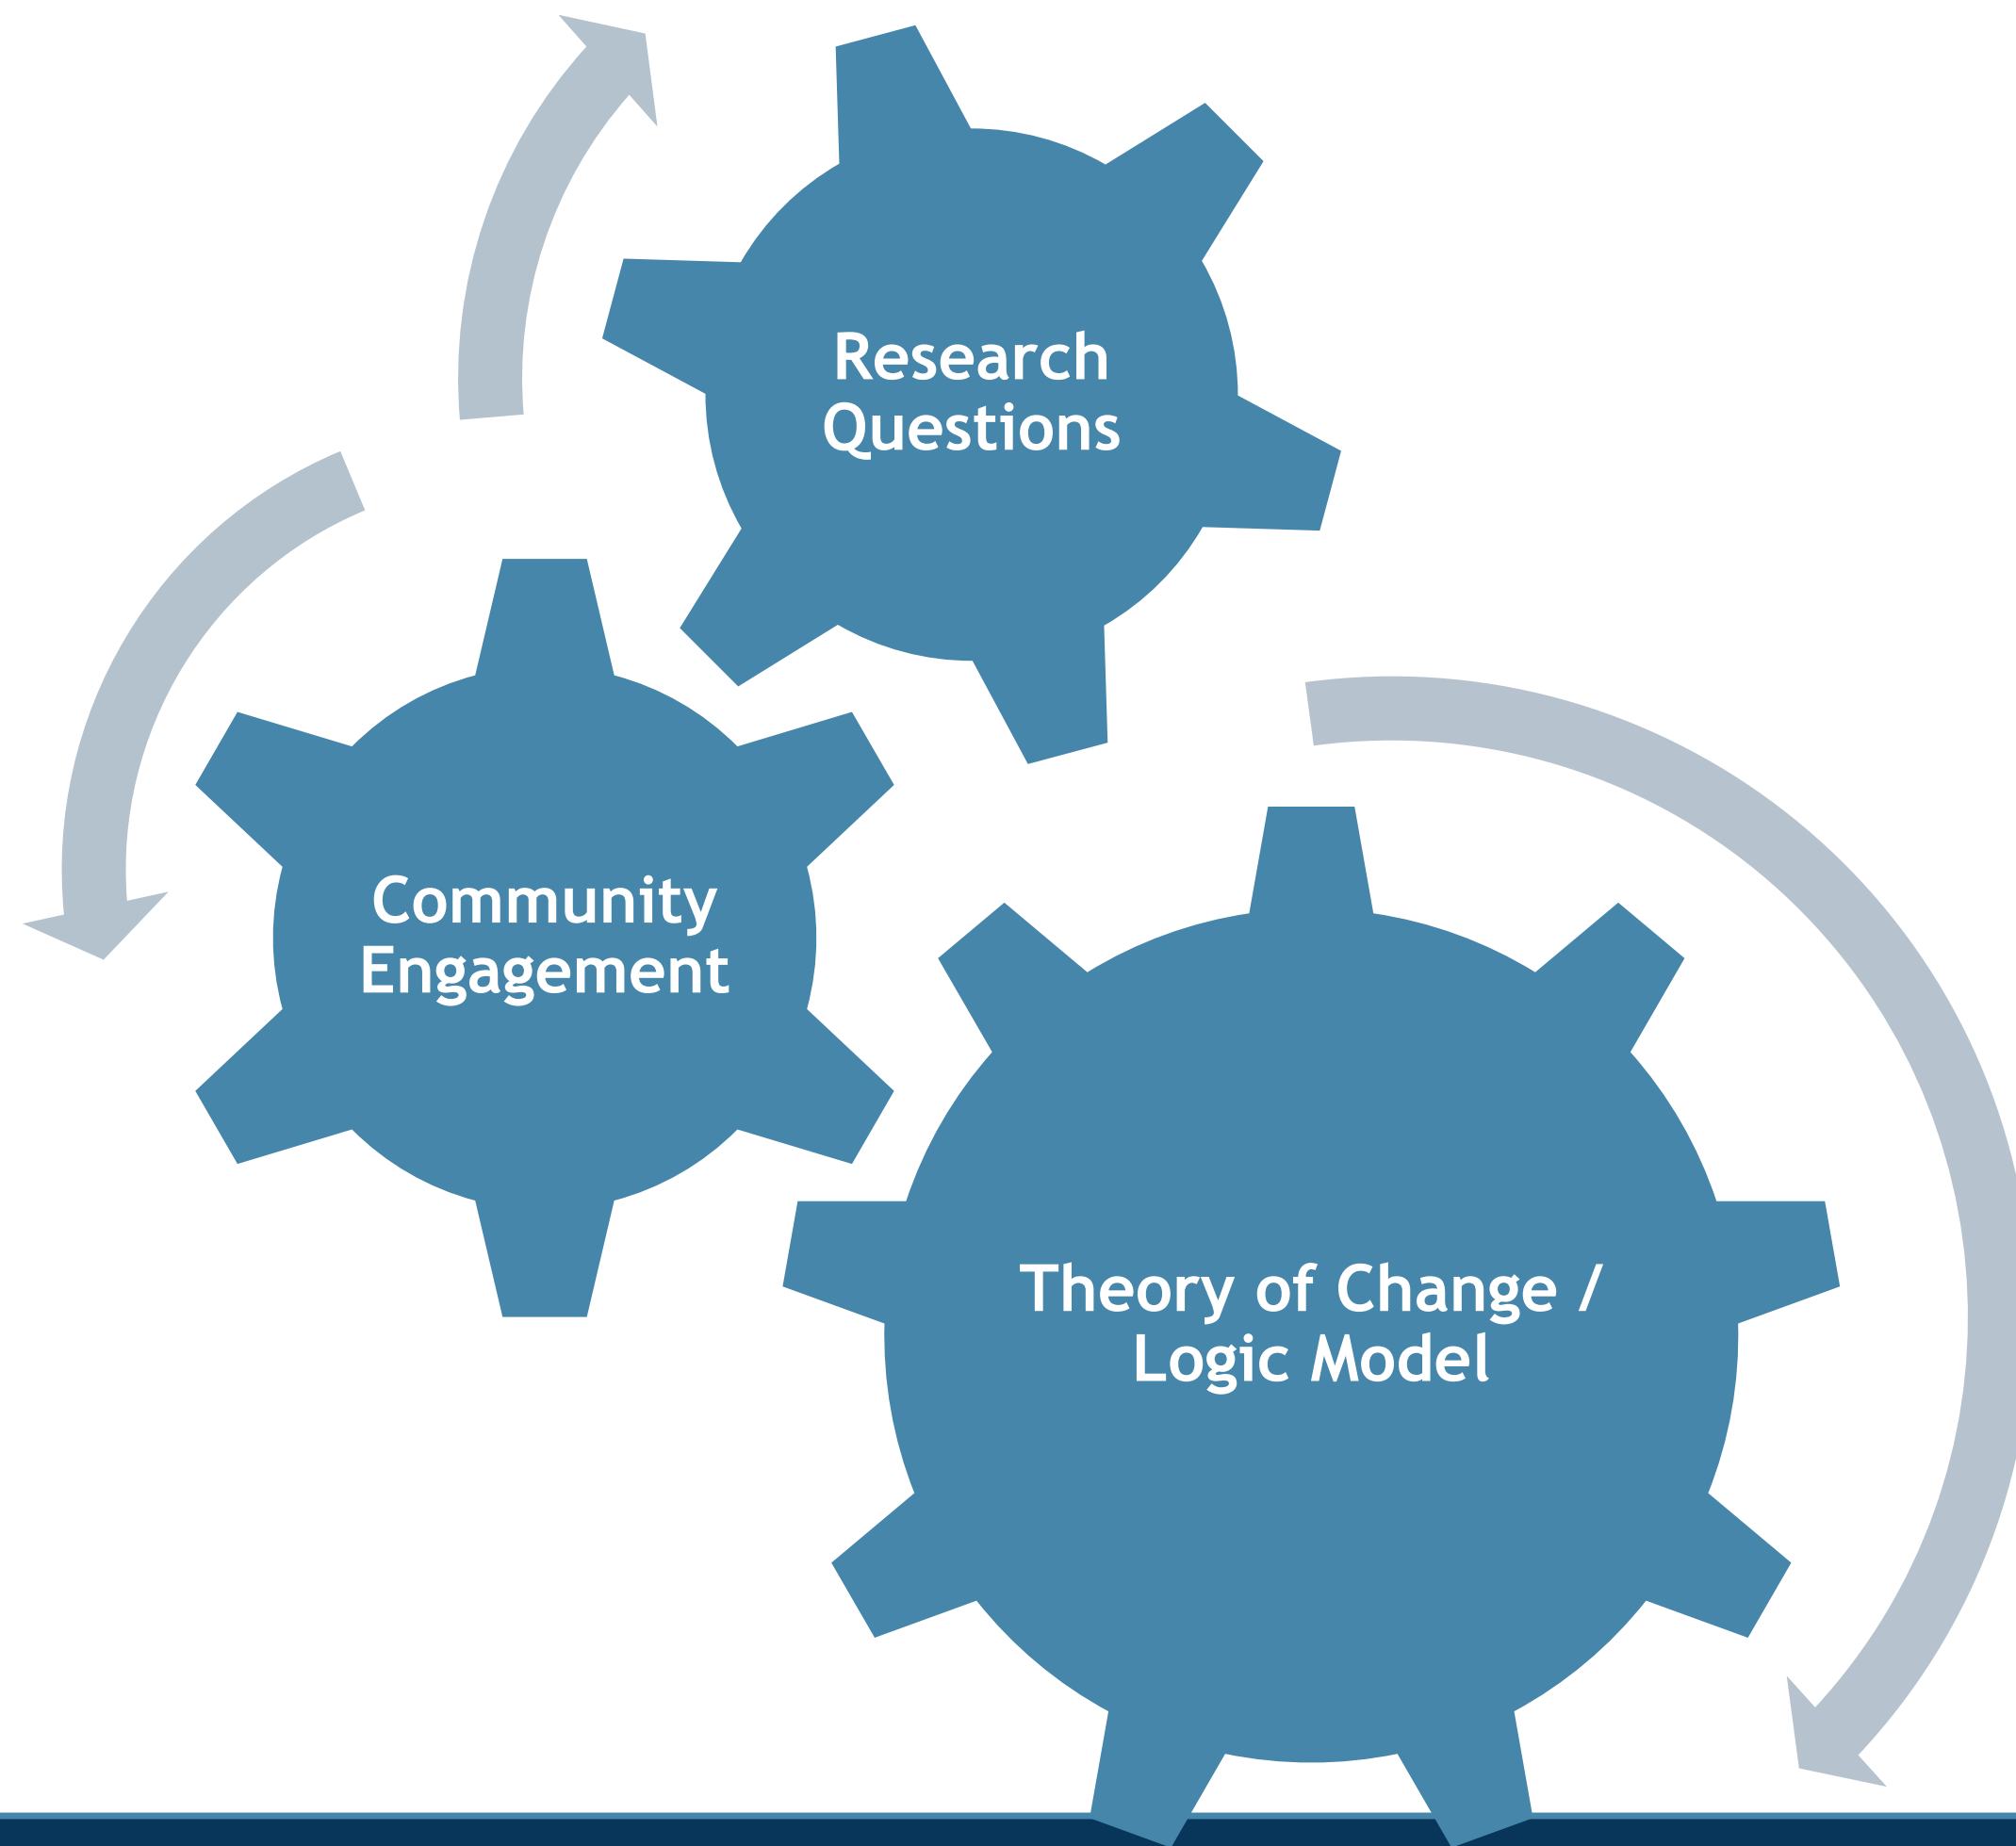 Research
Questions
Community
Engagement
Theory of Change /
Logic Model